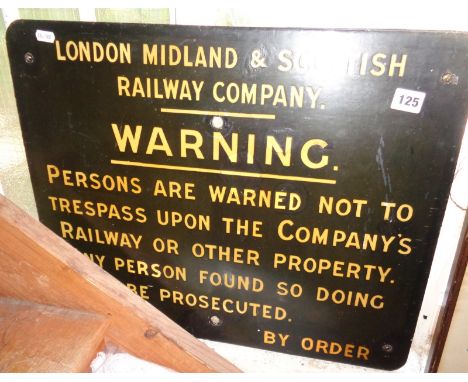 LONDON MIDLAND & SCOTTISH
RAILWAY COMPANY.
125
WARNING.
PERSONS ARE WARNED NOT TO
TRESPASS UPON THE COMPANY'S
RAILWAY OR OTHER PROPERTY.
NY PERSON FOUND SO DOING
BE PROSECUTED.
BY ORDER